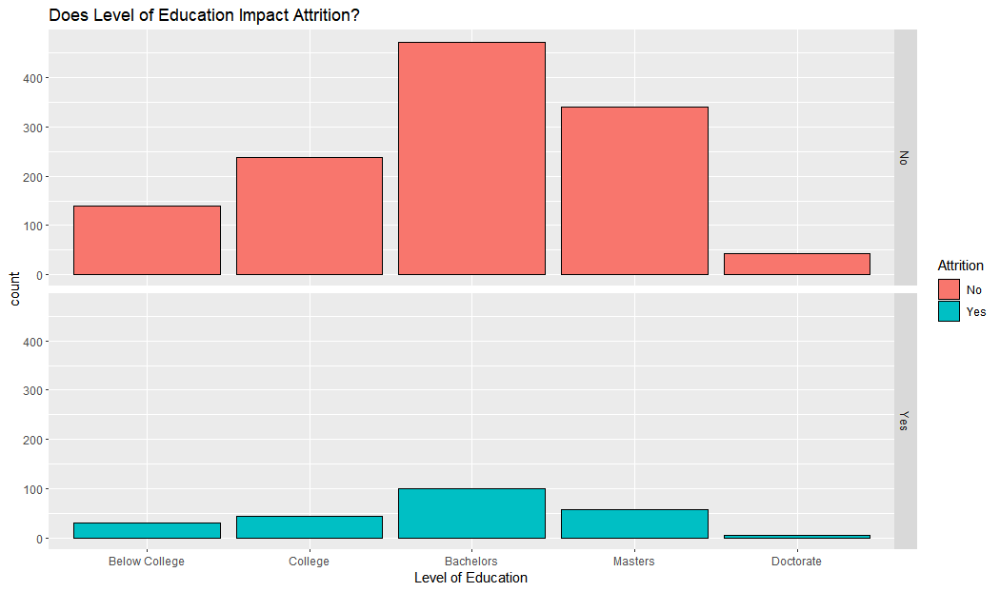 Does Level of Education Impact Attrition?
400
300
200
100
0
No
count
400
300
200
100
0
Yes
Below College College Bachelors Masters Doctorate
Level of Education
Attrition
No
Yes